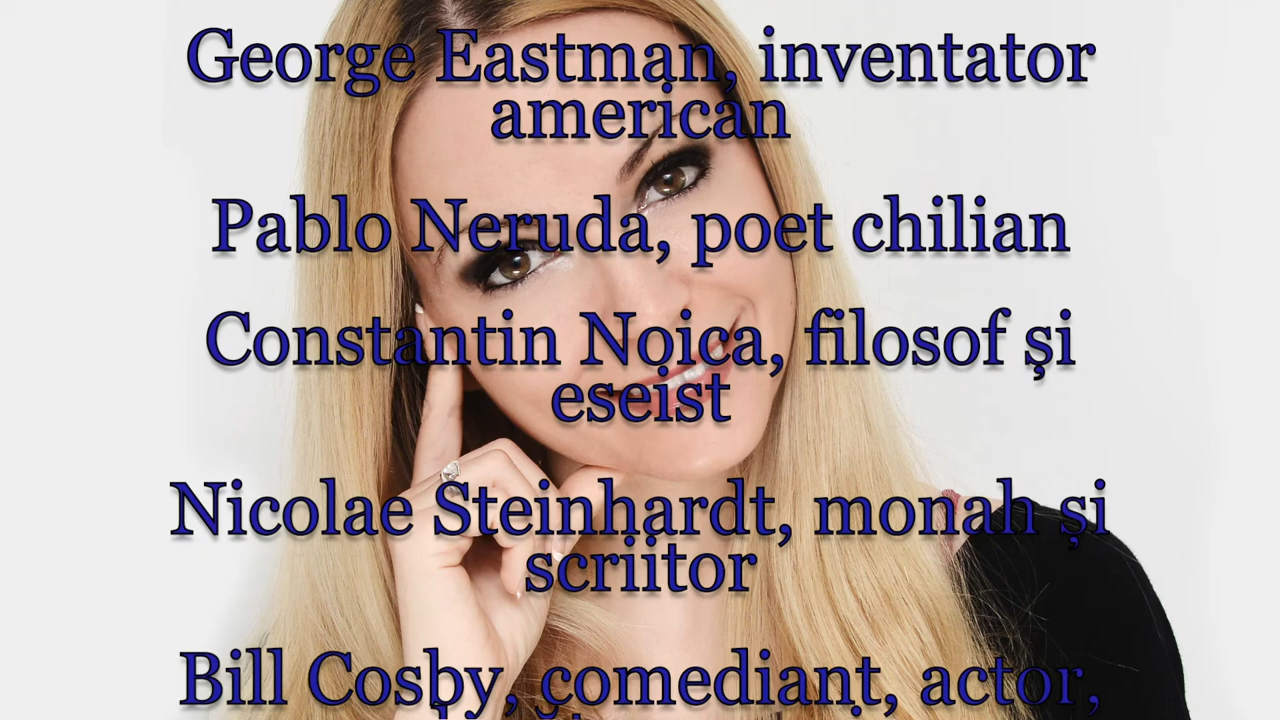 George Eastman, inventator
american
Pablo Neruda, poet chilian
Constantin Noica, filosof și
eseist
Nicolae Steinhardt, monah și
scriitor
Bill Cosby, comediant, actor,